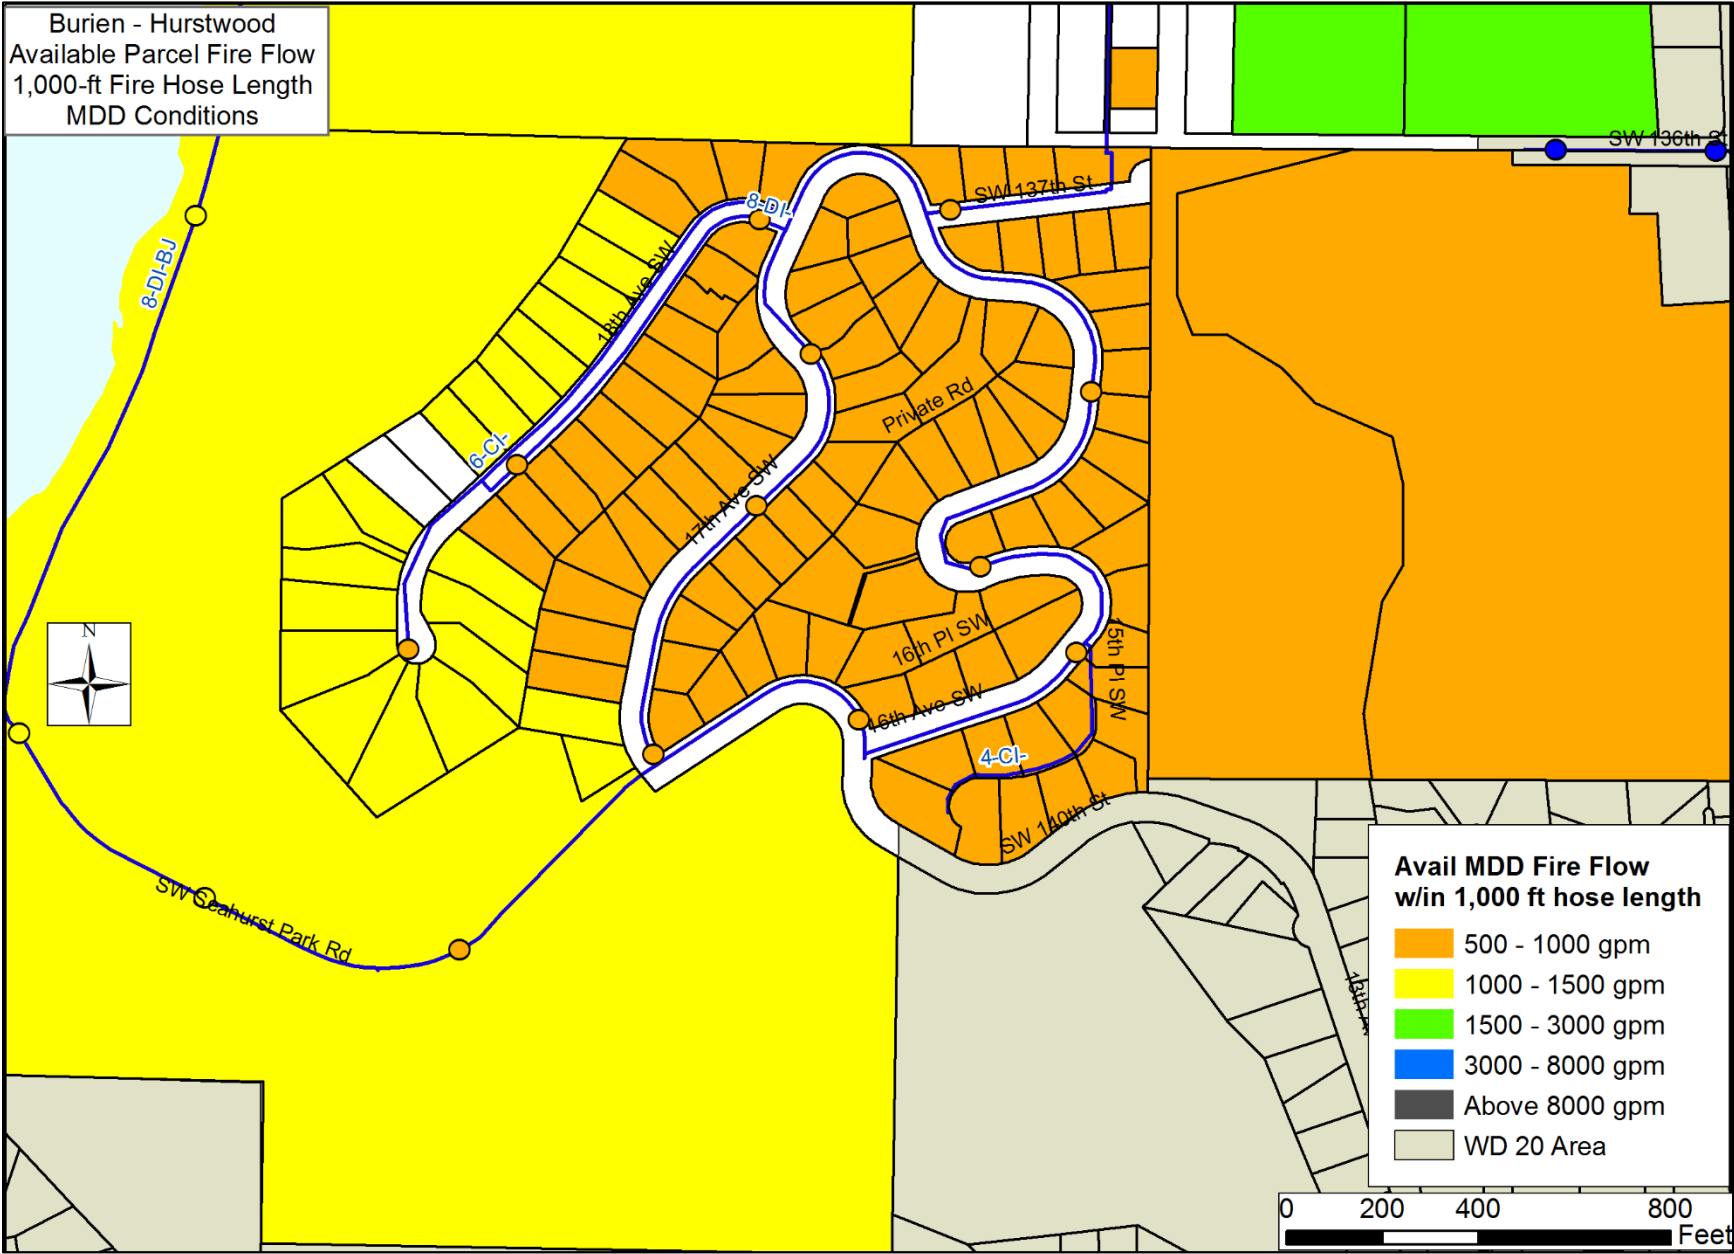 Burien - Hurstwood
Available Parcel Fire Flow
1,000-ft Fire Hose Length
MDD Conditions
SW 136th St
SW 137th St
8-DI-
8-DI-BJ
18th Ave SW
Private Rd
6-CI-
17th Ave SW
N
16th Pl SW
15th Pl SW
16th Ave SW
4-CI-
SW 140th St
SW Seahurst Park Rd
13th A
Avail MDD Fire Flow
w/in 1,000 ft hose length
500 - 1000 gpm
1000 - 1500 gpm
1500 - 3000 gpm
3000 - 8000 gpm
Above 8000 gpm
WD 20 Area
0 200 400 800
Feet